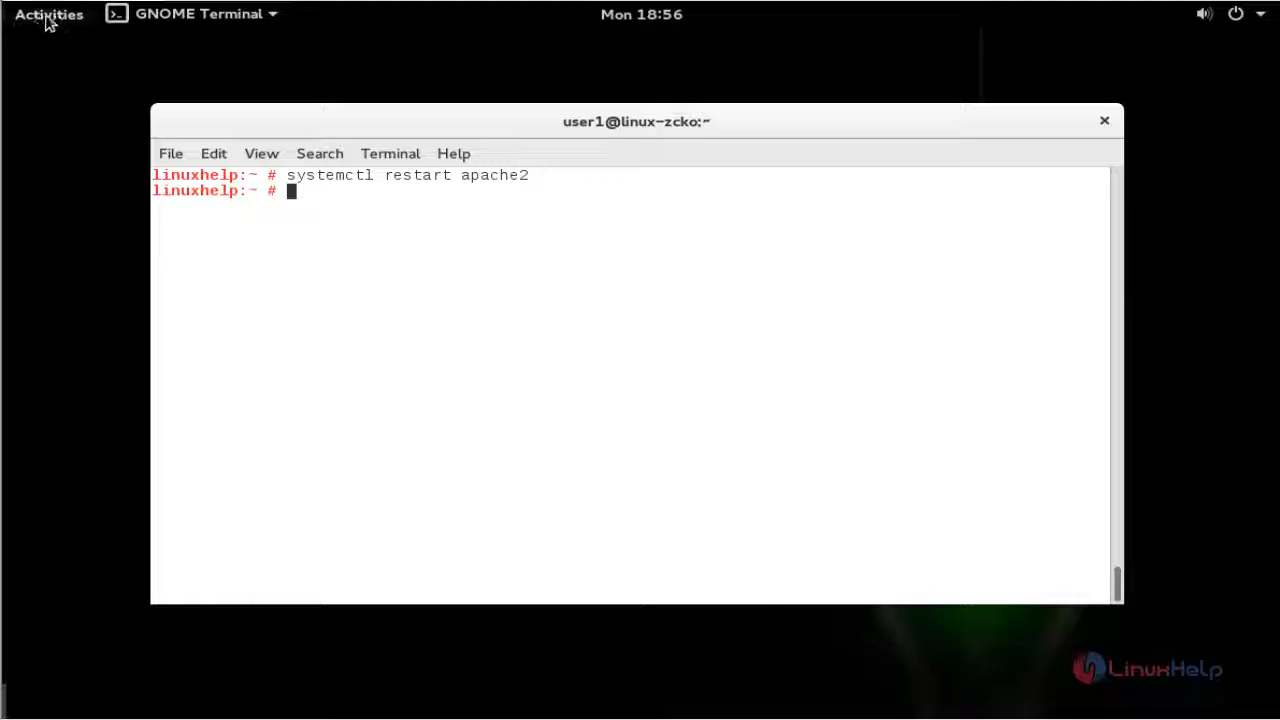 Activities GNOME Terminal Mon 18:56
user1@linux-zcko:~
File Edit View Search Terminal Help
linuxhelp:~ # systemctl restart apache2
linuxhelp:~ #
LinuxHelp